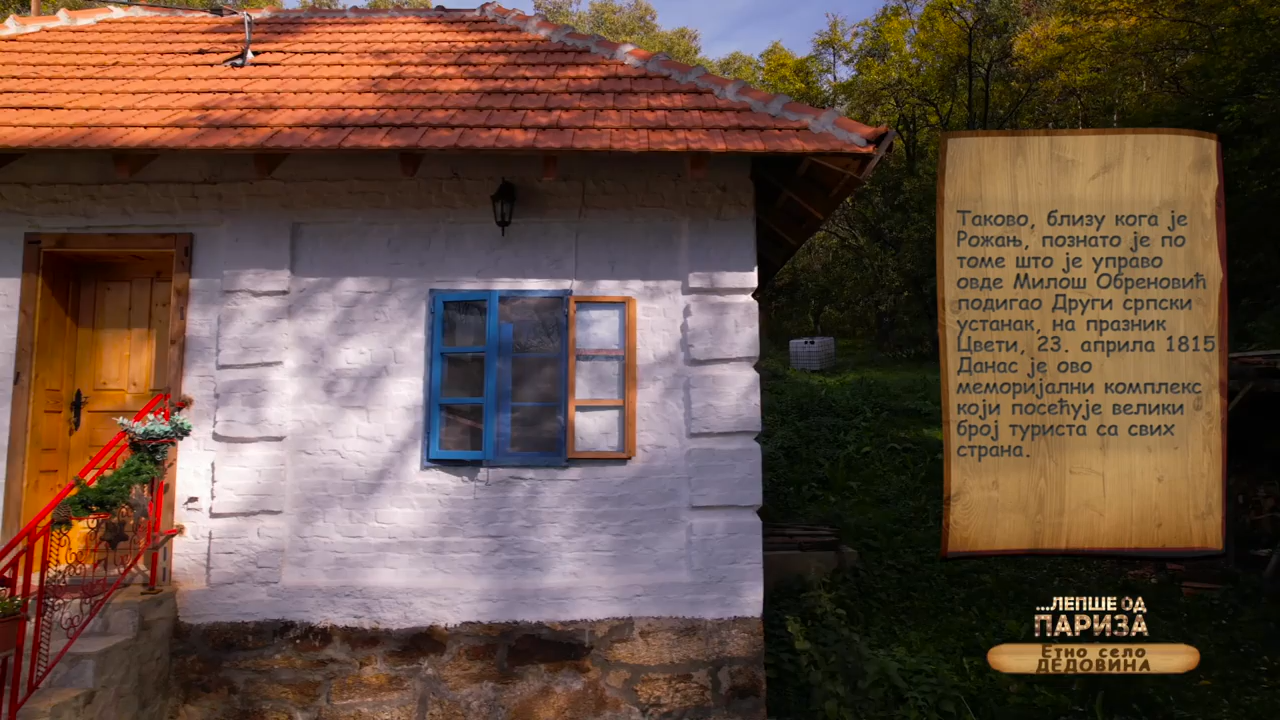 Таково, близу кога је
Рожањ, познато је по
томе што је управо
овде Милош Обреновић
подигао Други српски
устанак, на празник
Цвети, 23. априла 1815
Данас је ово
меморијални комплекс
који посећује велики
број туриста са свих
страна.
...ЛЕПШЕ ОД
ПАРИЗА
Етно село
ДЕДОВИНА